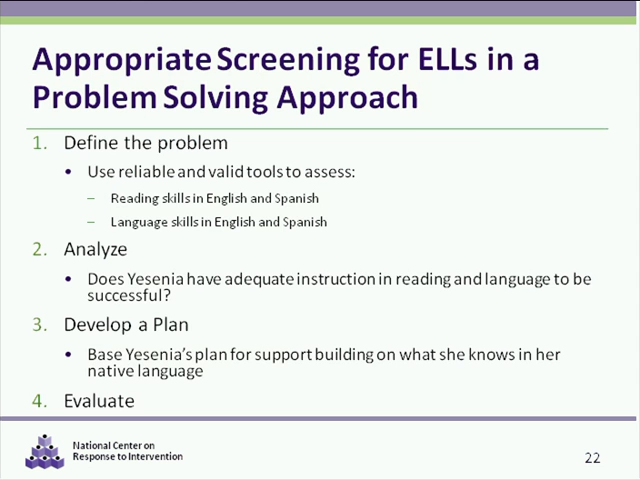 Appropriate Screening for ELLs in a
Problem Solving Approach
1. Define the problem
• Use reliable and valid tools to assess:
– Reading skills in English and Spanish
– Language skills in English and Spanish
2. Analyze
• Does Yesenia have adequate instruction in reading and language to be
successful?
3. Develop a Plan
• Base Yesenia's plan for support building on what she knows in her
native language
4. Evaluate
National Center on
Response to Intervention
22